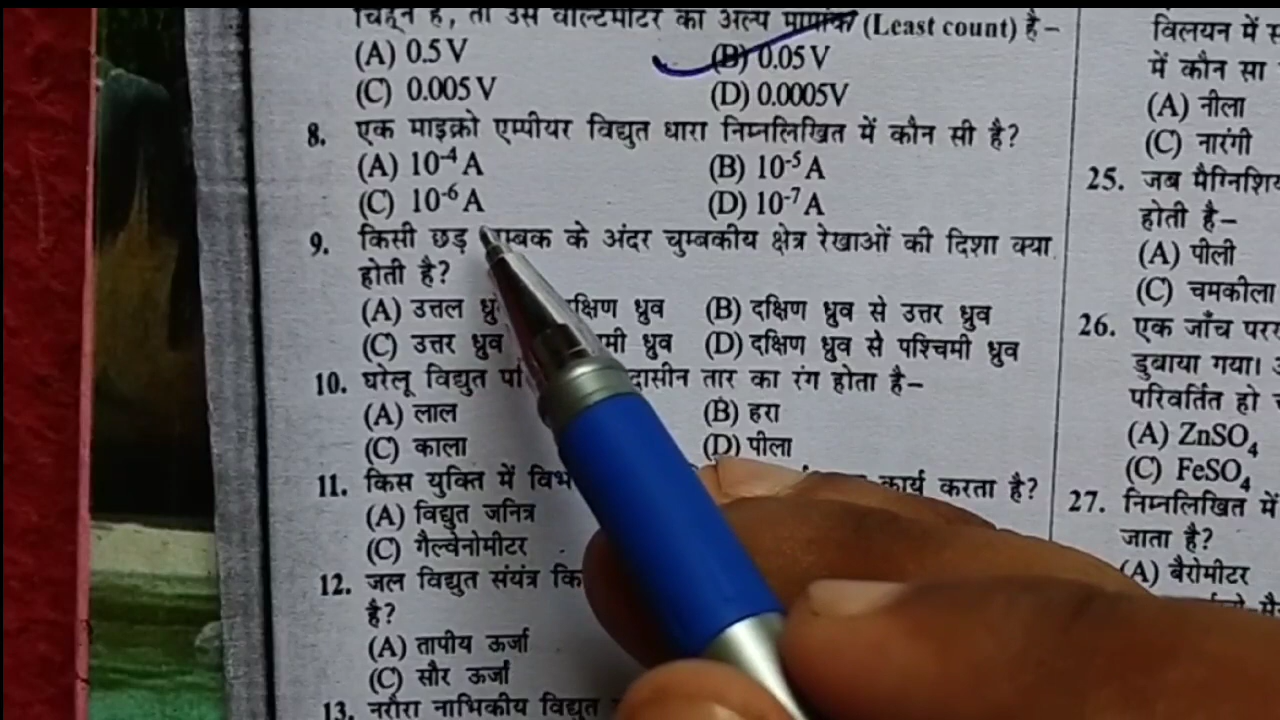 चिह्न हैं, तो उस वोल्टमीटर का अल्प मापांक (Least count) है–
(A) 0.5 V (B) 0.05 V
(C) 0.005 V (D) 0.0005V
8. एक माइक्रो एम्पीयर विद्युत धारा निम्नलिखित में कौन सी है?
(A) 10⁻⁴ A (B) 10⁻⁵ A
(C) 10⁻⁶ A (D) 10⁻⁷ A
9. किसी छड़ चुम्बक के अंदर चुम्बकीय क्षेत्र रेखाओं की दिशा क्या
होती है?
(A) उत्तल ध्रुव दक्षिण ध्रुव (B) दक्षिण ध्रुव से उत्तर ध्रुव
(C) उत्तर ध्रुव ध्रुव (D) दक्षिण ध्रुव से पश्चिमी ध्रुव
10. घरेलू विद्युत उदासीन तार का रंग होता है–
(A) लाल (B) हरा
(C) काला (D) पीला
11. किस युक्ति में कार्य करता है?
(A) विद्युत जनित्र
(C) गैल्वेनोमीटर
12. जल विद्युत संयंत्र
है?
(A) तापीय ऊर्जा
(C) सौर ऊर्जा
13. नरौरा नाभिकीय विद्युत
विलयन में
में कौन सा
(A) नीला
(C) नारंगी
25. जब
होती है–
(A) पीली
(C) चमकीला
26. एक जाँच
डुबाया गया।
परिवर्तित हो
(A) ZnSO₄
(C) FeSO₄
27. निम्नलिखित में
जाता है?
(A) बैरोमीटर